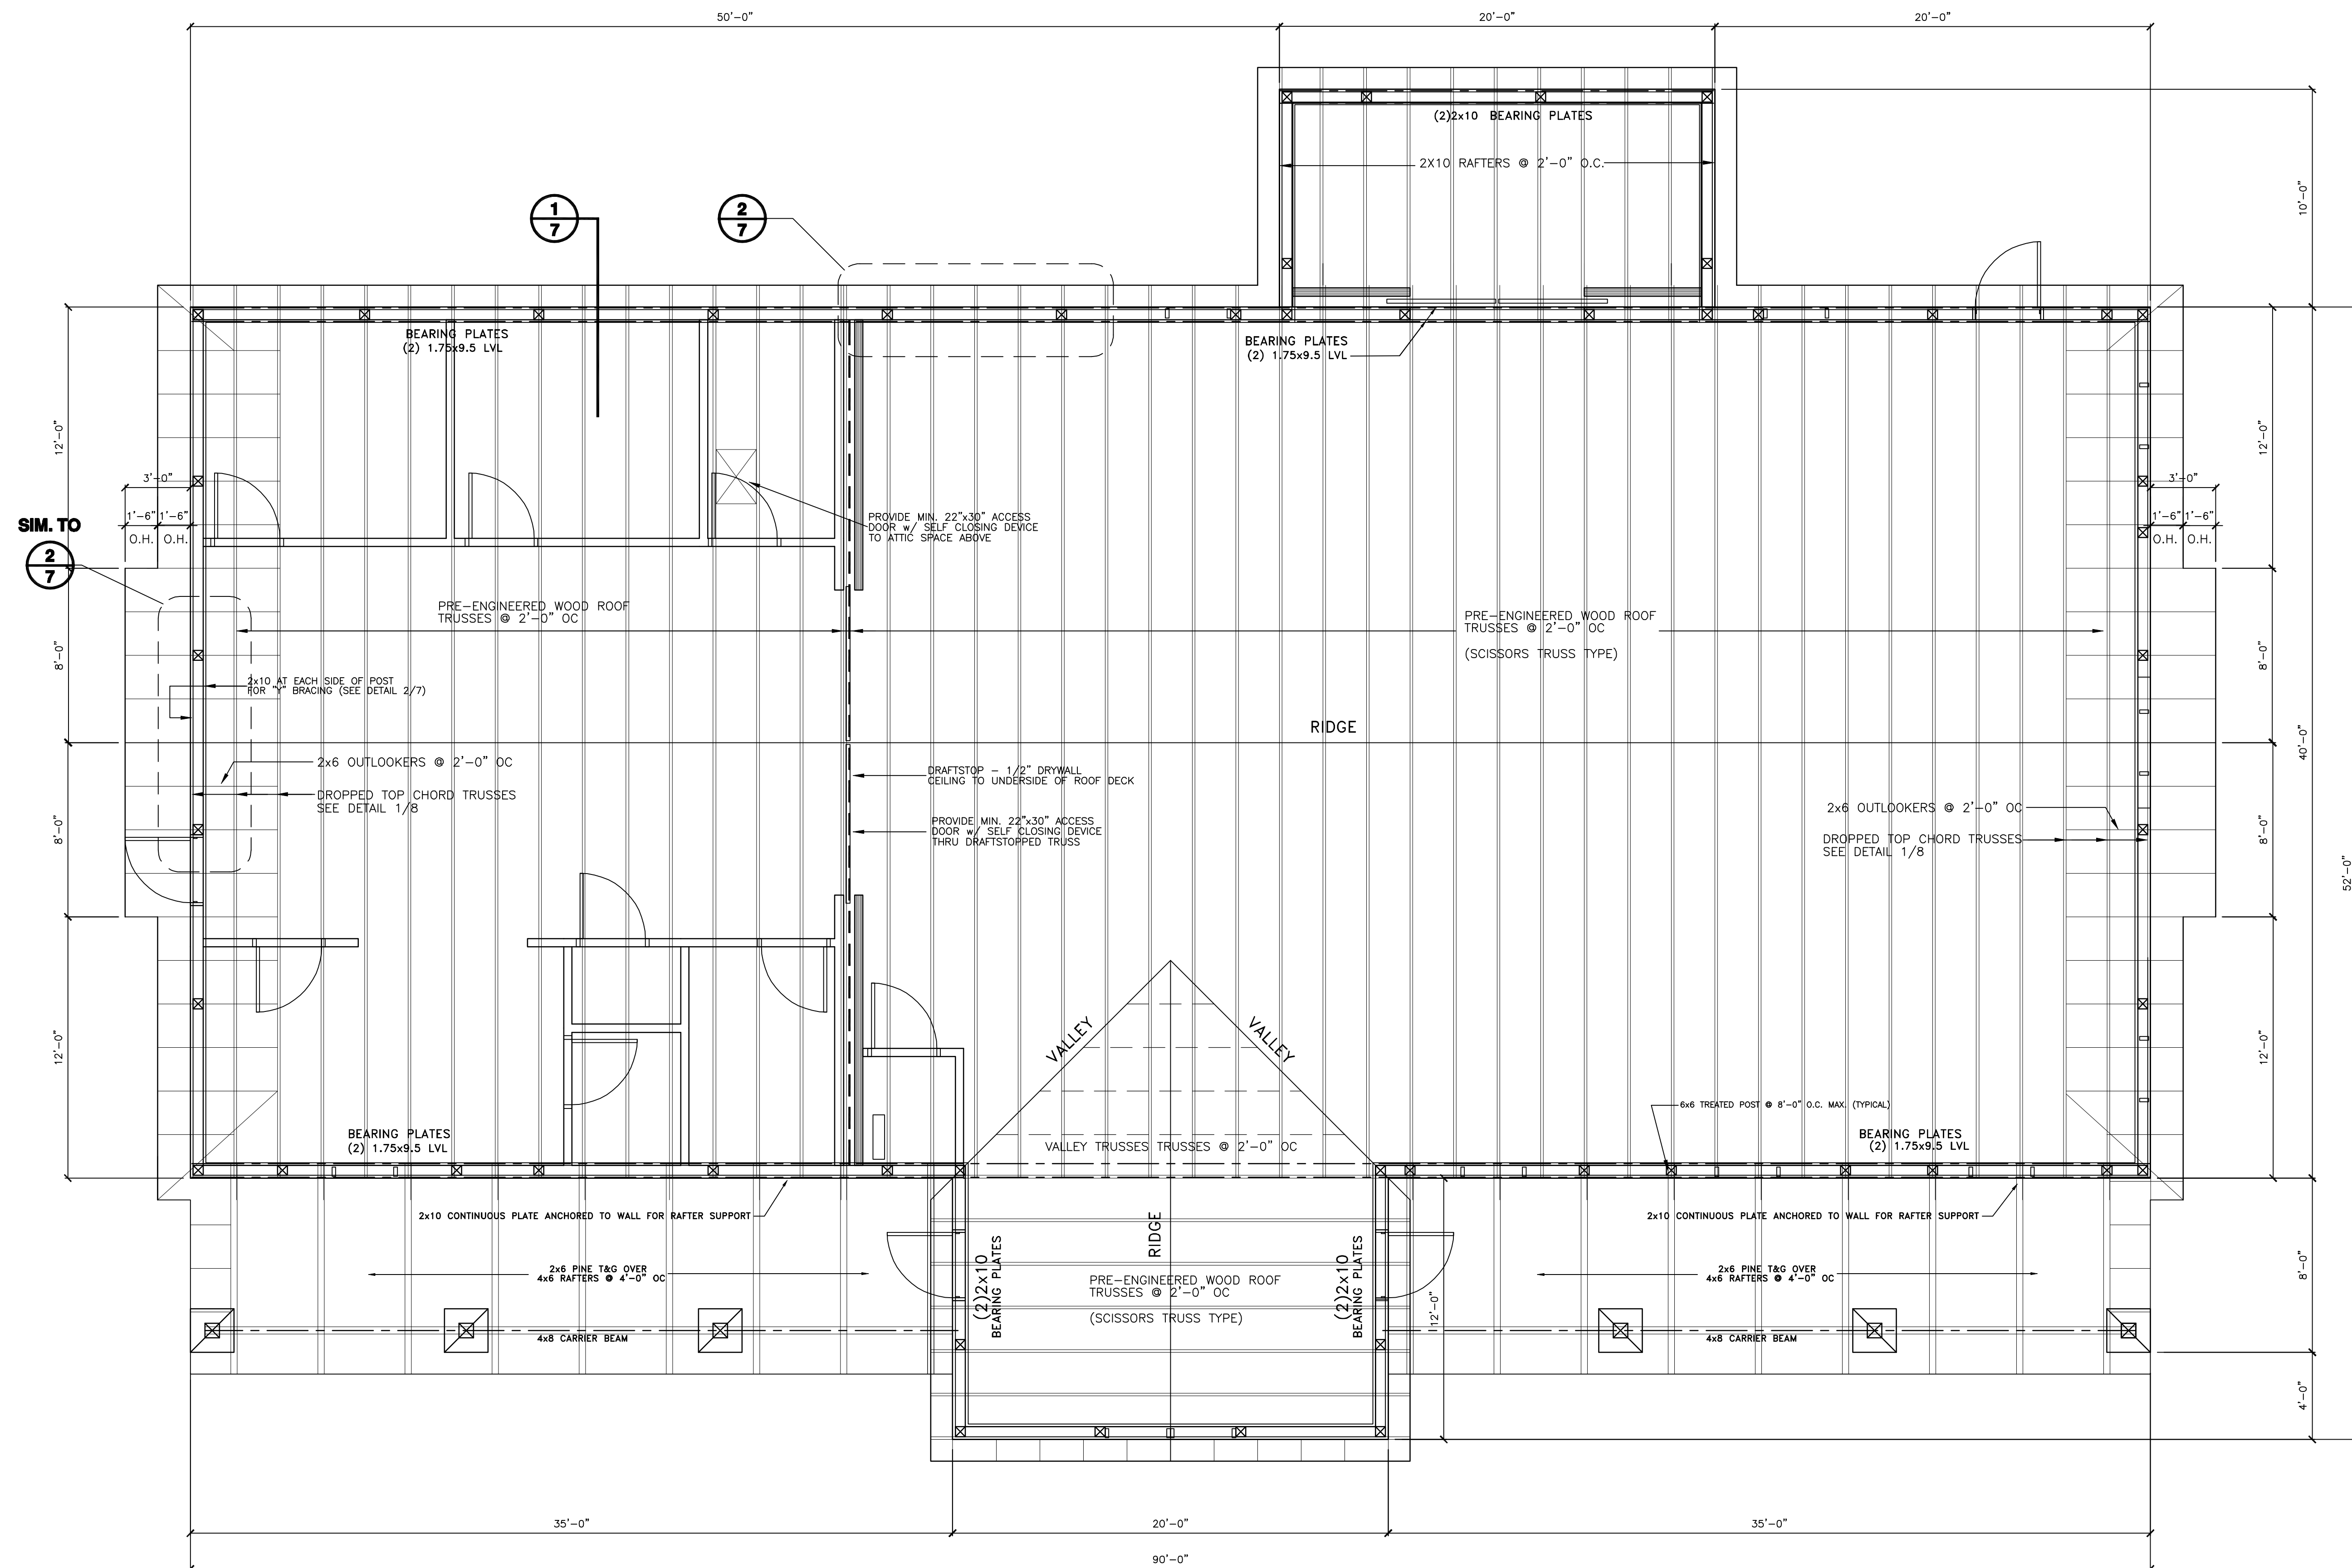 50'-0"
20'-0"
20'-0"
(2)2x10 BEARING PLATES
2X10 RAFTERS @ 2'-0" O.C.
10'-0"
1
7
2
7
BEARING PLATES
(2) 1.75x9.5 LVL
BEARING PLATES
(2) 1.75x9.5 LVL
12'-0"
12'-0"
3'-0"
1'-6"
1'-6"
O.H.
O.H.
3'-0"
1'-6"
1'-6"
O.H.
O.H.
SIM. TO
2
7
PROVIDE MIN. 22"x30" ACCESS
DOOR w/ SELF CLOSING DEVICE
TO ATTIC SPACE ABOVE
PRE-ENGINEERED WOOD ROOF
TRUSSES @ 2'-0" OC
PRE-ENGINEERED WOOD ROOF
TRUSSES @ 2'-0" OC
(SCISSORS TRUSS TYPE)
8'-0"
8'-0"
2x10 AT EACH SIDE OF POST
FOR "Y" BRACING (SEE DETAIL 2/7)
RIDGE
40'-0"
2x6 OUTLOOKERS @ 2'-0" OC
DROPPED TOP CHORD TRUSSES
SEE DETAIL 1/8
DRAFTSTOP - 1/2" DRYWALL
CEILING TO UNDERSIDE OF ROOF DECK
PROVIDE MIN. 22"x30" ACCESS
DOOR w/ SELF CLOSING DEVICE
THRU DRAFTSTOPPED TRUSS
2x6 OUTLOOKERS @ 2'-0" OC
DROPPED TOP CHORD TRUSSES
SEE DETAIL 1/8
8'-0"
8'-0"
52'-0"
12'-0"
12'-0"
VALLEY
VALLEY
6x6 TREATED POST @ 8'-0" O.C. MAX. (TYPICAL)
BEARING PLATES
(2) 1.75x9.5 LVL
VALLEY TRUSSES TRUSSES @ 2'-0" OC
BEARING PLATES
(2) 1.75x9.5 LVL
2x10 CONTINUOUS PLATE ANCHORED TO WALL FOR RAFTER SUPPORT
2x10 CONTINUOUS PLATE ANCHORED TO WALL FOR RAFTER SUPPORT
RIDGE
2x6 PINE T&G OVER
4x6 RAFTERS @ 4'-0" OC
(2)2x10
BEARING PLATES
PRE-ENGINEERED WOOD ROOF
TRUSSES @ 2'-0" OC
(SCISSORS TRUSS TYPE)
(2)2x10
BEARING PLATES
2x6 PINE T&G OVER
4x6 RAFTERS @ 4'-0" OC
8'-0"
12'-0"
4x8 CARRIER BEAM
4x8 CARRIER BEAM
4'-0"
35'-0"
20'-0"
35'-0"
90'-0"